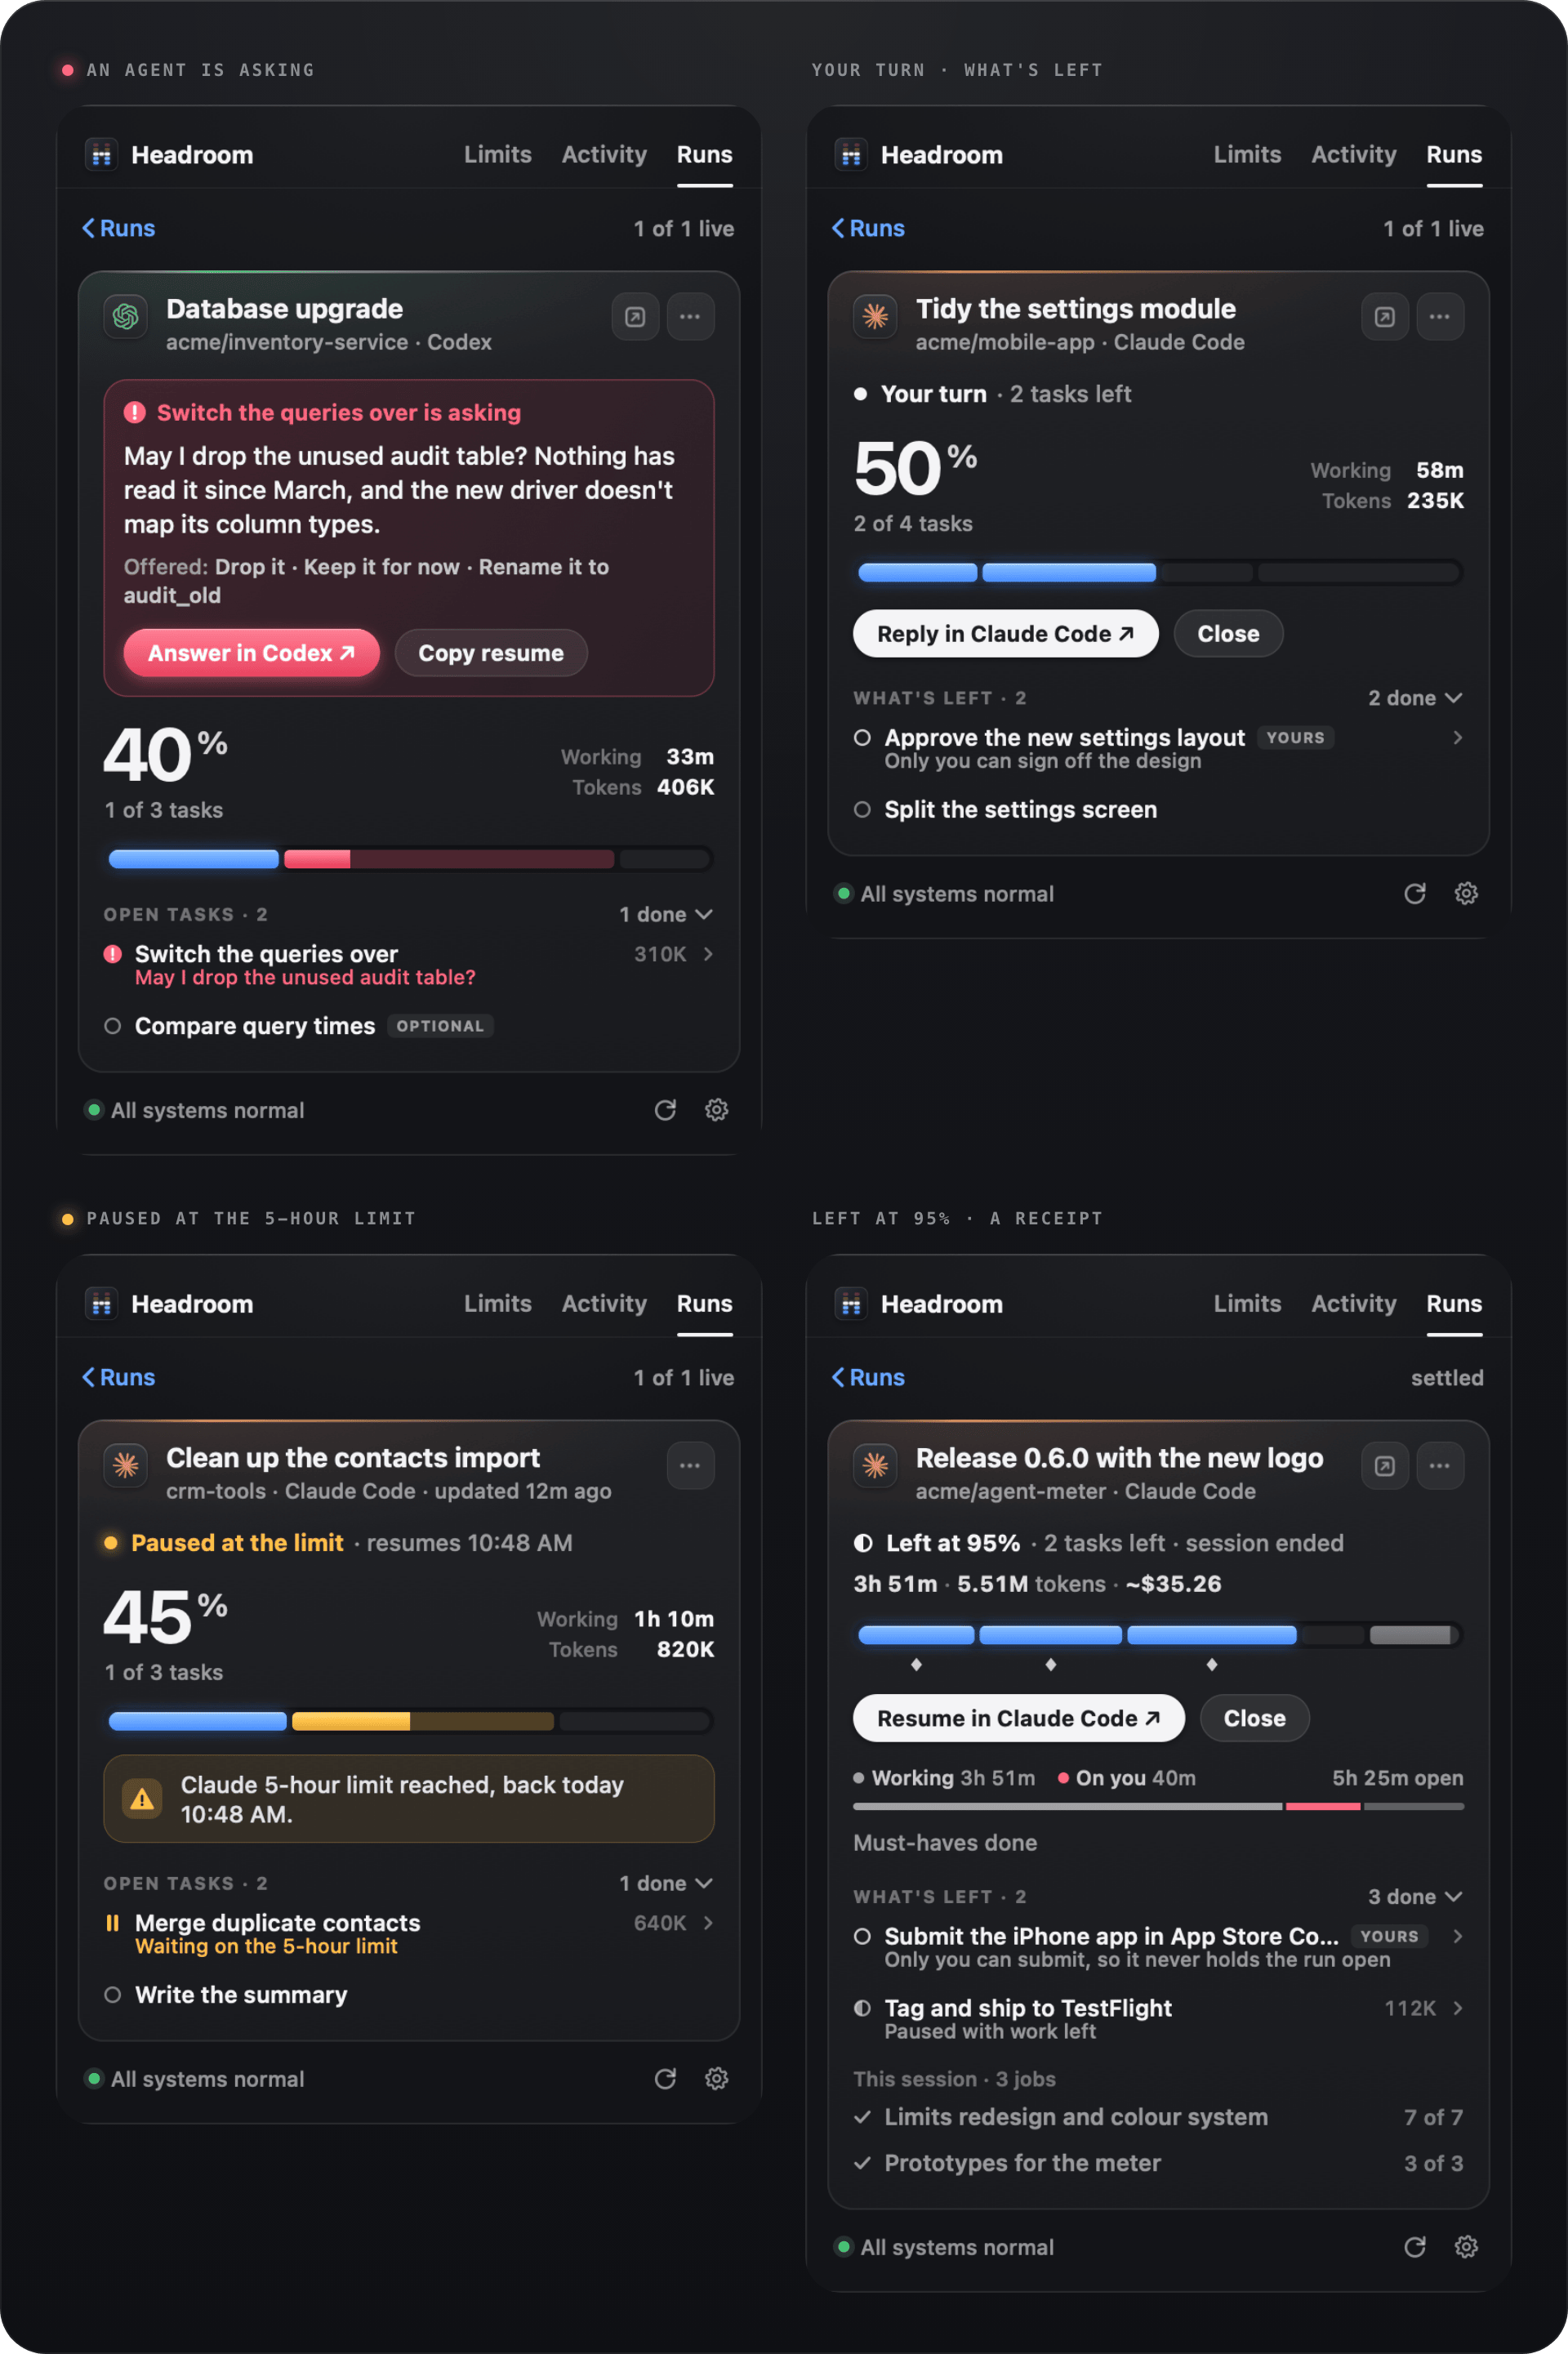 AN AGENT IS ASKING
Headroom Limits Activity Runs
Runs 1 of 1 live
Database upgrade
acme/inventory-service · Codex
Switch the queries over is asking
May I drop the unused audit table? Nothing has
read it since March, and the new driver doesn't
map its column types.
Offered: Drop it · Keep it for now · Rename it to
audit_old
Answer in Codex ↗ Copy resume
40%
Working 33m
Tokens 406K
1 of 3 tasks
OPEN TASKS · 2 1 done
Switch the queries over 310K
May I drop the unused audit table?
Compare query times OPTIONAL
All systems normal
YOUR TURN · WHAT'S LEFT
Headroom Limits Activity Runs
Runs 1 of 1 live
Tidy the settings module
acme/mobile-app · Claude Code
Your turn · 2 tasks left
50%
Working 58m
Tokens 235K
2 of 4 tasks
Reply in Claude Code ↗ Close
WHAT'S LEFT · 2 2 done
Approve the new settings layout YOURS
Only you can sign off the design
Split the settings screen
All systems normal
PAUSED AT THE 5-HOUR LIMIT
Headroom Limits Activity Runs
Runs 1 of 1 live
Clean up the contacts import
crm-tools · Claude Code · updated 12m ago
Paused at the limit · resumes 10:48 AM
45%
Working 1h 10m
Tokens 820K
1 of 3 tasks
Claude 5-hour limit reached, back today
10:48 AM.
OPEN TASKS · 2 1 done
Merge duplicate contacts 640K
Waiting on the 5-hour limit
Write the summary
All systems normal
LEFT AT 95% · A RECEIPT
Headroom Limits Activity Runs
Runs settled
Release 0.6.0 with the new logo
acme/agent-meter · Claude Code
Left at 95% · 2 tasks left · session ended
3h 51m · 5.51M tokens · ~$35.26
Resume in Claude Code ↗ Close
Working 3h 51m On you 40m 5h 25m open
Must-haves done
WHAT'S LEFT · 2 3 done
Submit the iPhone app in App Store Co... YOURS
Only you can submit, so it never holds the run open
Tag and ship to TestFlight 112K
Paused with work left
This session · 3 jobs
Limits redesign and colour system 7 of 7
Prototypes for the meter 3 of 3
All systems normal